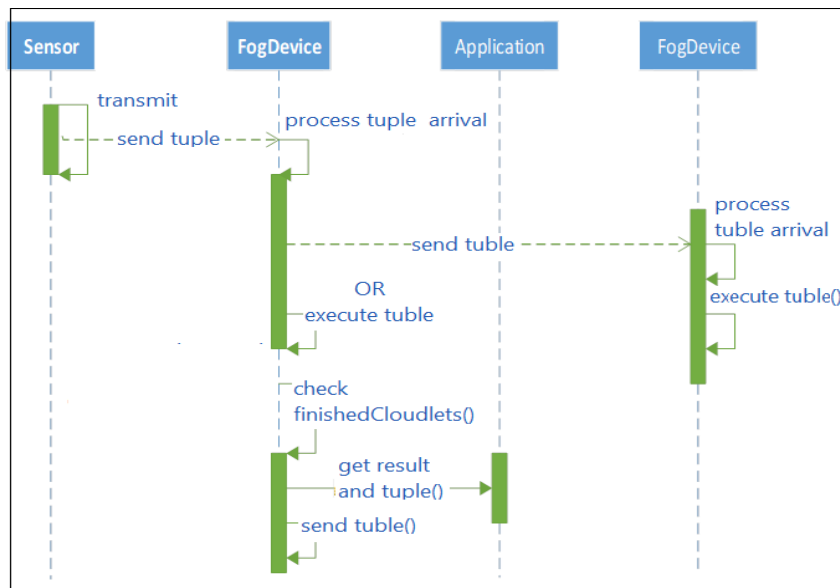 Sensor
FogDevice
Application
FogDevice
transmit
send tuple
process tuple arrival
process
tuble arrival
send tuble
OR
execute tuble
execute tuble()
check
finishedCloudlets()
get result
and tuple()
send tuble()